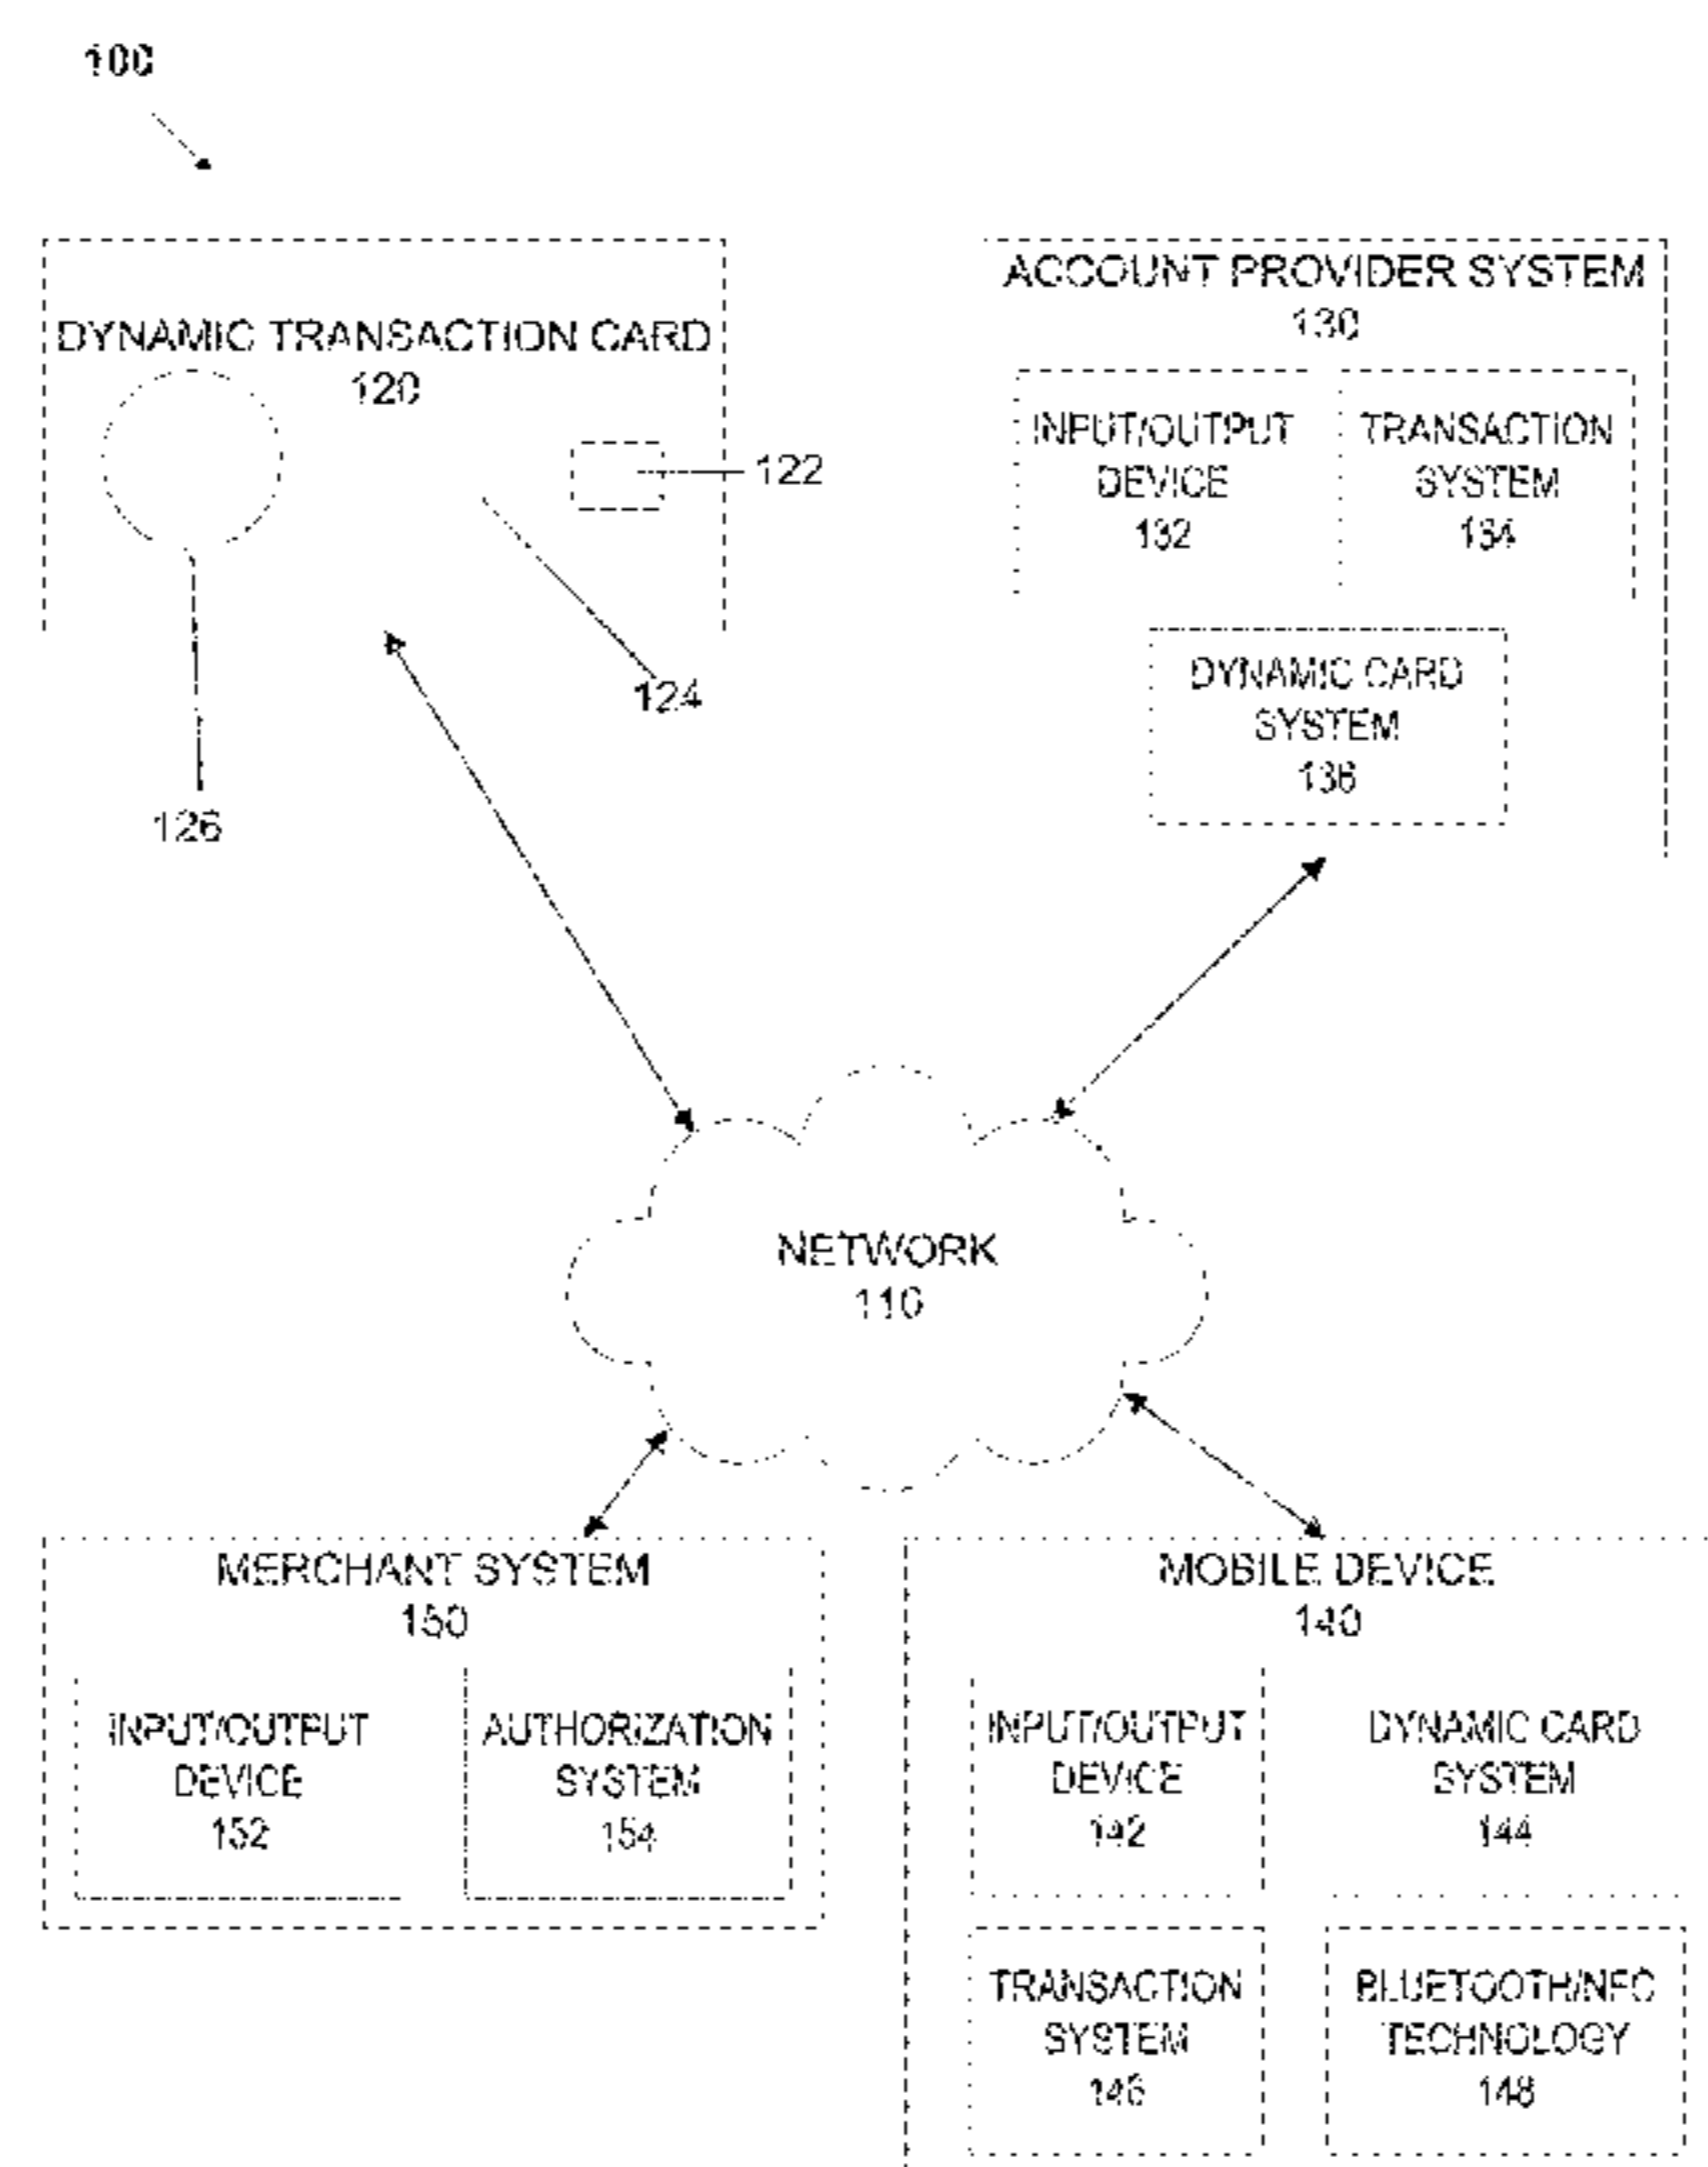 100
DYNAMIC TRANSACTION CARD
120
122
124
126
ACCOUNT PROVIDER SYSTEM
130
INPUT/OUTPUT
DEVICE
132
TRANSACTION
SYSTEM
134
DYNAMIC CARD
SYSTEM
136
NETWORK
110
MERCHANT SYSTEM
150
INPUT/OUTPUT
DEVICE
152
AUTHORIZATION
SYSTEM
154
MOBILE DEVICE
140
INPUT/OUTPUT
DEVICE
142
DYNAMIC CARD
SYSTEM
144
TRANSACTION
SYSTEM
146
BLUETOOTH/NFC
TECHNOLOGY
148